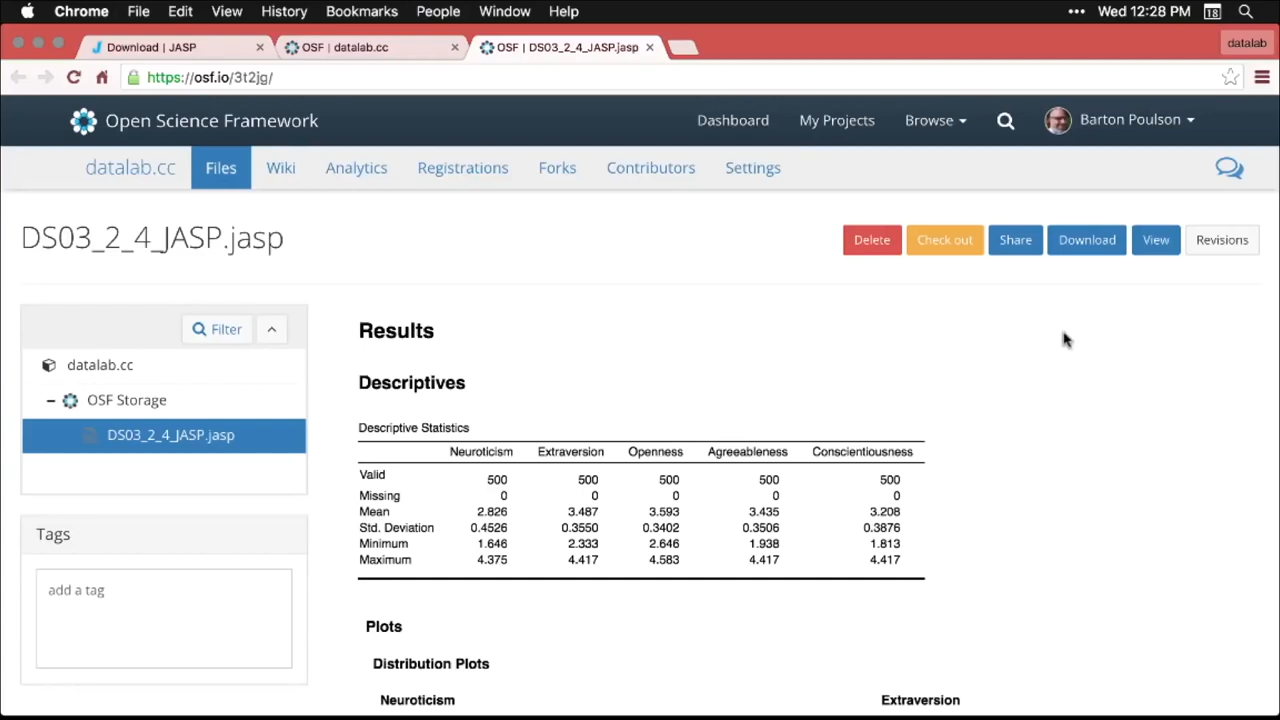 Chrome File Edit View History Bookmarks People Window Help ••• Wed 12:28 PM 18
Download | JASP × OSF | datalab.cc × OSF | DS03_2_4_JASP.jasp × datalab
https://osf.io/3t2jg/
Open Science Framework Dashboard My Projects Browse Barton Poulson
datalab.cc Files Wiki Analytics Registrations Forks Contributors Settings
DS03_2_4_JASP.jasp Delete Check out Share Download View Revisions
Filter
datalab.cc
OSF Storage
DS03_2_4_JASP.jasp
Tags
add a tag
Results
Descriptives
Descriptive Statistics
Neuroticism Extraversion Openness Agreeableness Conscientiousness
Valid 500 500 500 500 500
Missing 0 0 0 0 0
Mean 2.826 3.487 3.593 3.435 3.208
Std. Deviation 0.4526 0.3550 0.3402 0.3506 0.3876
Minimum 1.646 2.333 2.646 1.938 1.813
Maximum 4.375 4.417 4.583 4.417 4.417
Plots
Distribution Plots
Neuroticism Extraversion